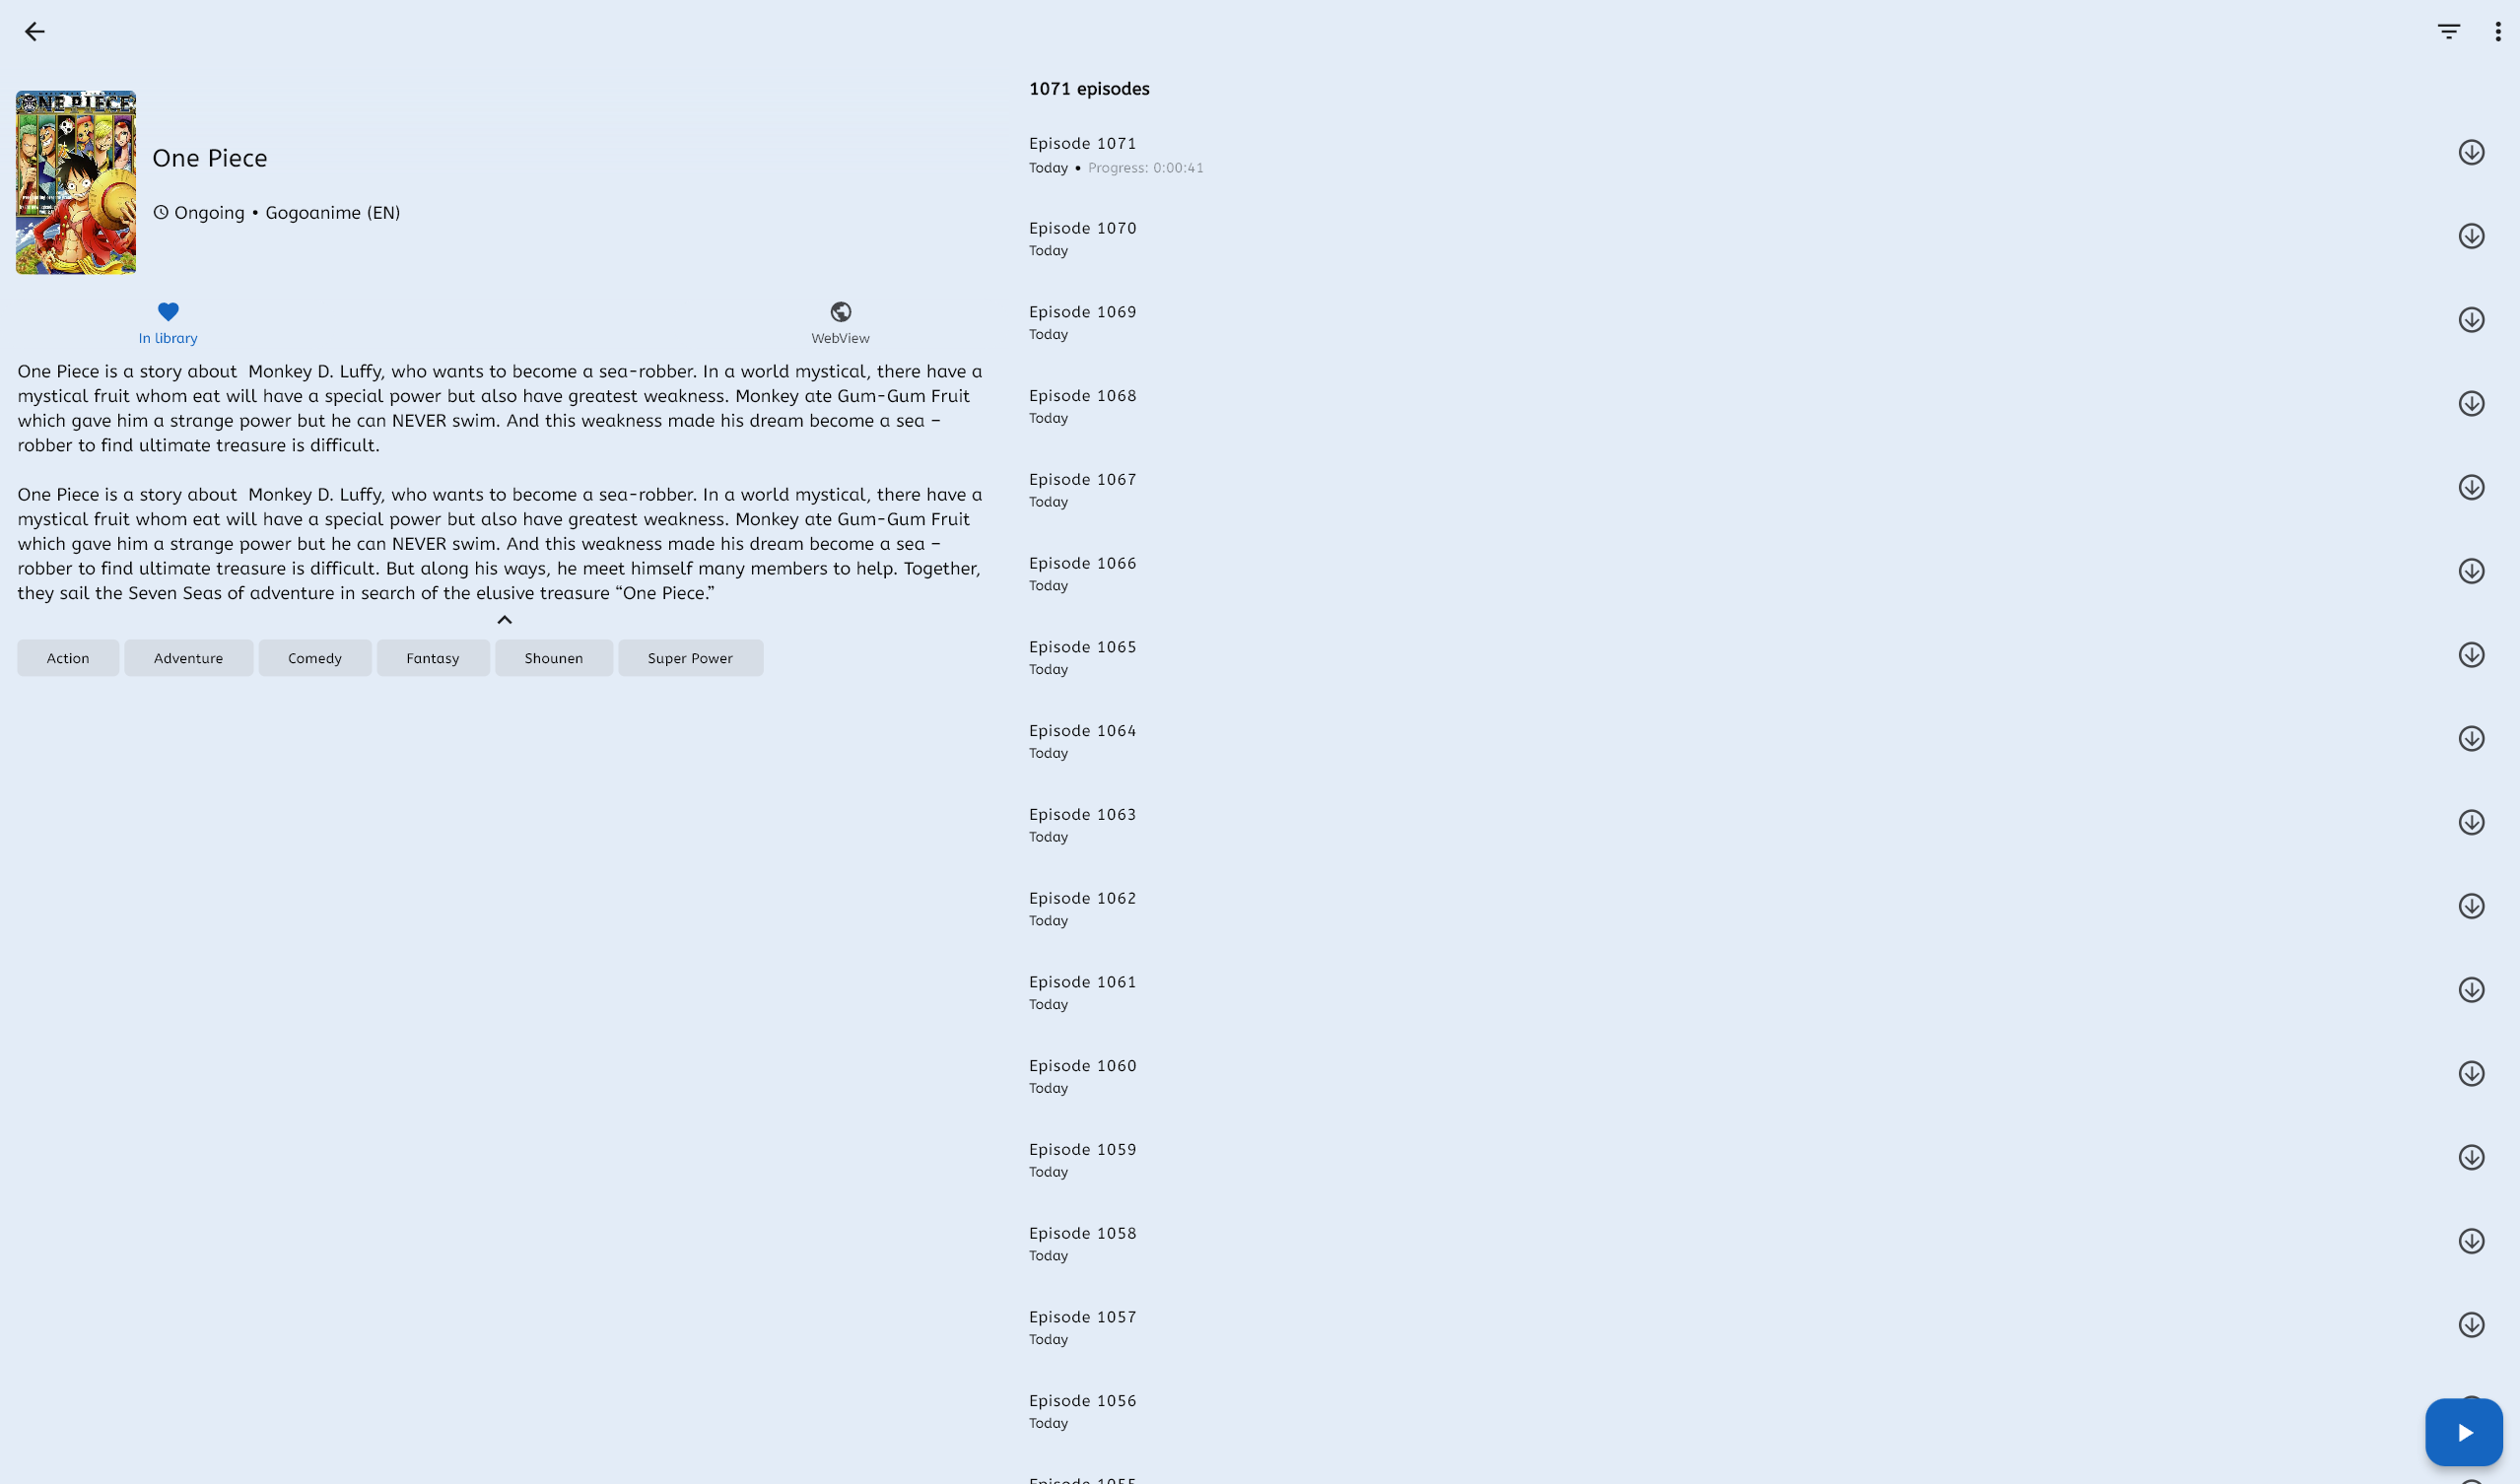 ONE PIECE
One Piece
Ongoing • Gogoanime (EN)
In library
WebView
One Piece is a story about  Monkey D. Luffy, who wants to become a sea-robber. In a world mystical, there have a
mystical fruit whom eat will have a special power but also have greatest weakness. Monkey ate Gum-Gum Fruit
which gave him a strange power but he can NEVER swim. And this weakness made his dream become a sea –
robber to find ultimate treasure is difficult.
One Piece is a story about  Monkey D. Luffy, who wants to become a sea-robber. In a world mystical, there have a
mystical fruit whom eat will have a special power but also have greatest weakness. Monkey ate Gum-Gum Fruit
which gave him a strange power but he can NEVER swim. And this weakness made his dream become a sea –
robber to find ultimate treasure is difficult. But along his ways, he meet himself many members to help. Together,
they sail the Seven Seas of adventure in search of the elusive treasure “One Piece.”
Action
Adventure
Comedy
Fantasy
Shounen
Super Power
1071 episodes
Episode 1071
Today • Progress: 0:00:41
Episode 1070
Today
Episode 1069
Today
Episode 1068
Today
Episode 1067
Today
Episode 1066
Today
Episode 1065
Today
Episode 1064
Today
Episode 1063
Today
Episode 1062
Today
Episode 1061
Today
Episode 1060
Today
Episode 1059
Today
Episode 1058
Today
Episode 1057
Today
Episode 1056
Today
Episode 1055